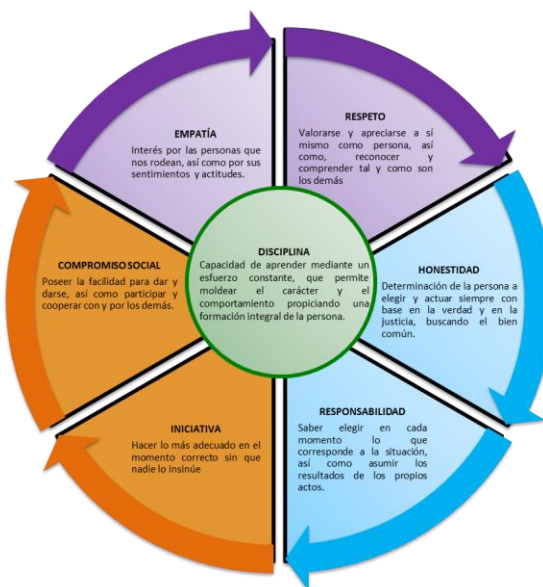 EMPATÍA
Interés por las personas que
nos rodean, así como por sus
sentimientos y actitudes.
RESPETO
Valorarse y apreciarse a sí
mismo como persona, así
como, reconocer y
comprender tal y como son
los demás
DISCIPLINA
Capacidad de aprender mediante un
esfuerzo constante, que permite
moldear el carácter y el
comportamiento propiciando una
formación integral de la persona.
COMPROMISO SOCIAL
Poseer la facilidad para dar y
darse, así como participar y
cooperar con y por los demás.
HONESTIDAD
Determinación de la persona a
elegir y actuar siempre con
base en la verdad y en la
justicia, buscando el bien
común.
INICIATIVA
Hacer lo más adecuado en el
momento correcto sin que
nadie lo insinúe
RESPONSABILIDAD
Saber elegir en cada
momento lo que
corresponde a la situación,
así como asumir los
resultados de los propios
actos.